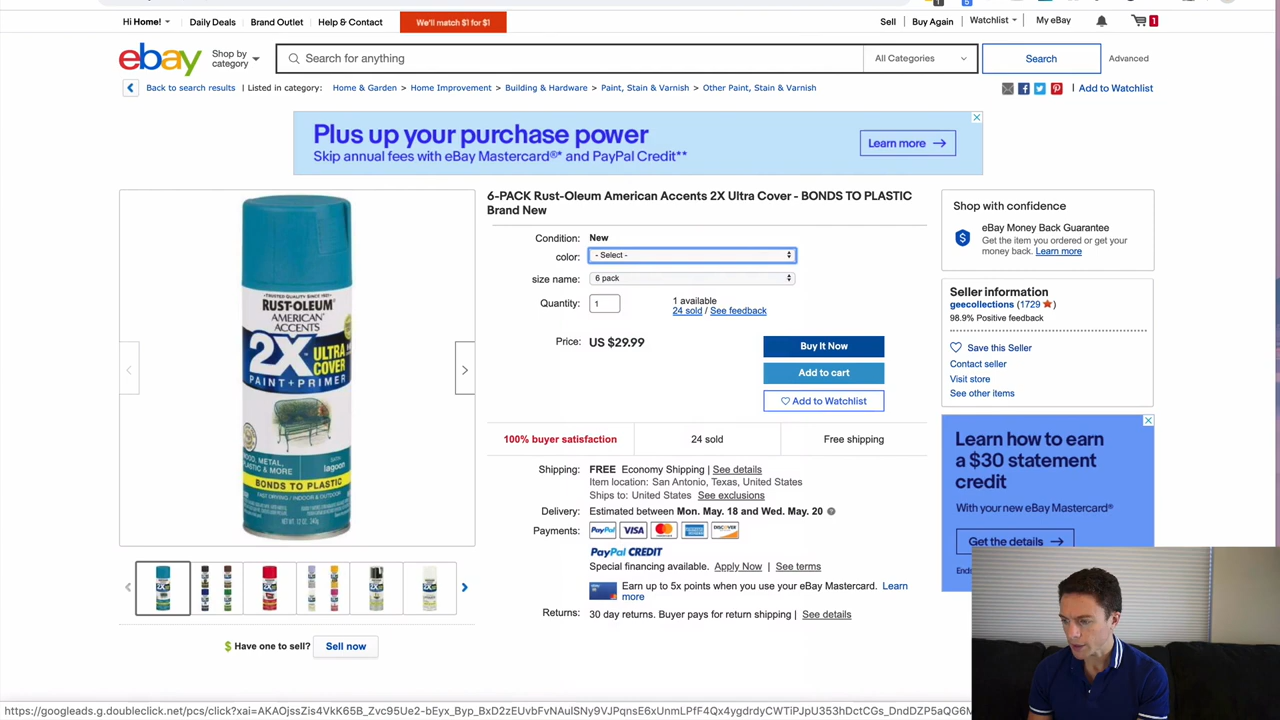 Hi Home!
Daily Deals
Brand Outlet
Help & Contact
We'll match $1 for $1
Sell
Buy Again
Watchlist
My eBay
1
ebay
Shop by
category
Search for anything
All Categories
Search
Advanced
Back to search results
Listed in category:
Home & Garden > Home Improvement > Building & Hardware > Paint, Stain & Varnish > Other Paint, Stain & Varnish
Add to Watchlist
Plus up your purchase power
Skip annual fees with eBay Mastercard®* and PayPal Credit**
Learn more
RUST-OLEUM
AMERICAN
ACCENTS
2X ULTRA
COVER
PAINT+PRIMER
WOOD, METAL,
PLASTIC & MORE
lagoon
BONDS TO PLASTIC
6-PACK Rust-Oleum American Accents 2X Ultra Cover - BONDS TO PLASTIC
Brand New
Condition: New
color: - Select -
size name: 6 pack
Quantity: 1
1 available
24 sold / See feedback
Price: US $29.99
Buy It Now
Add to cart
Add to Watchlist
100% buyer satisfaction
24 sold
Free shipping
Shipping: FREE Economy Shipping | See details
Item location: San Antonio, Texas, United States
Ships to: United States See exclusions
Delivery: Estimated between Mon. May. 18 and Wed. May. 20
Payments: PayPal VISA
DISCOVER
PayPal CREDIT
Special financing available. Apply Now | See terms
Earn up to 5x points when you use your eBay Mastercard. Learn
more
Returns: 30 day returns. Buyer pays for return shipping | See details
Have one to sell? Sell now
Shop with confidence
eBay Money Back Guarantee
Get the item you ordered or get your
money back. Learn more
Seller information
geecollections (1729 )
98.9% Positive feedback
Save this Seller
Contact seller
Visit store
See other items
Learn how to earn
a $30 statement
credit
With your new eBay Mastercard®
Get the details